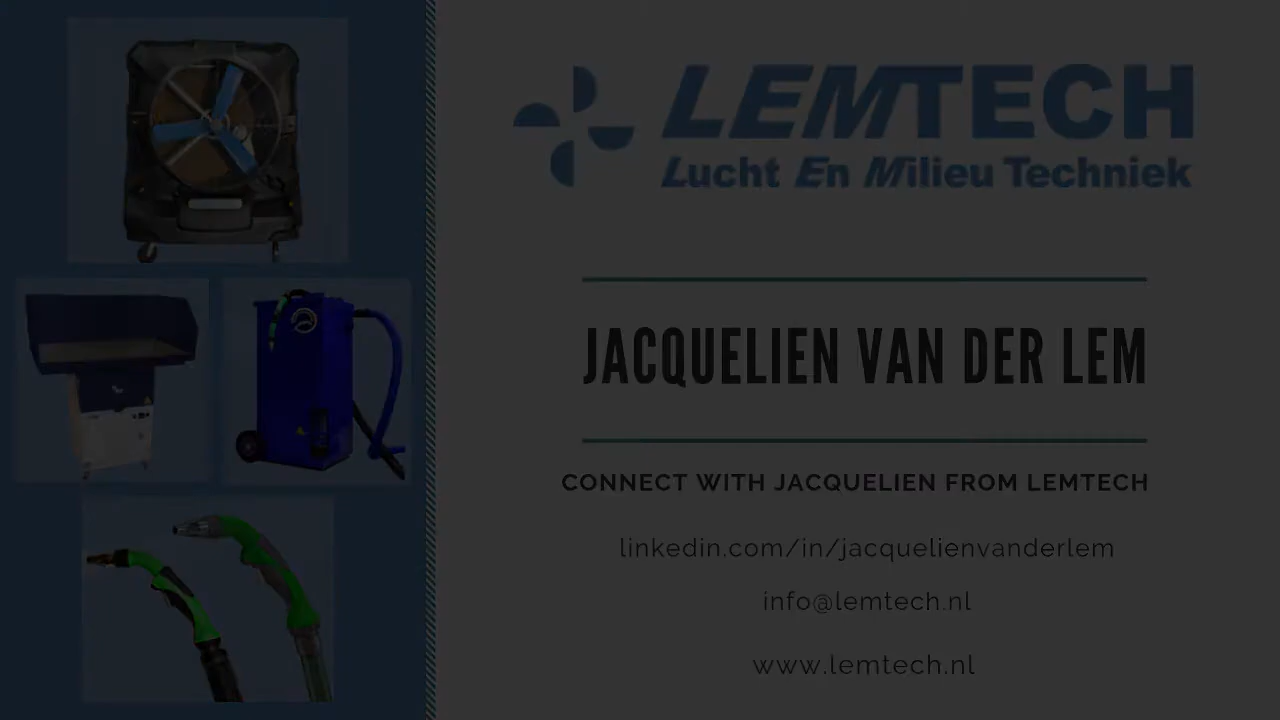 LEMTECH
Lucht En Milieu Techniek
JACQUELIEN VAN DER LEM
CONNECT WITH JACQUELIEN FROM LEMTECH
linkedin.com/in/jacquelienvanderlem
info@lemtech.nl
www.lemtech.nl